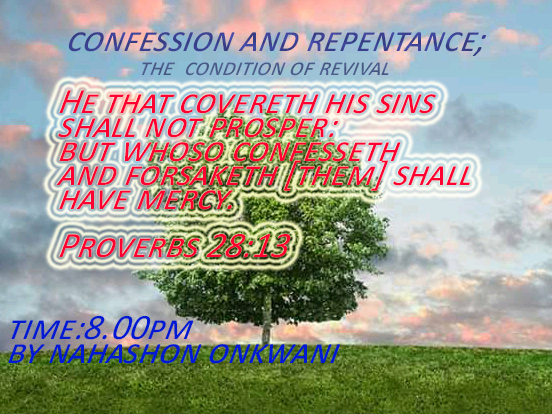 CONFESSION AND REPENTANCE;
THE CONDITION OF REVIVAL
HE THAT COVERETH HIS SINS
SHALL NOT PROSPER:
BUT WHOSO CONFESSETH
AND FORSAKETH [THEM] SHALL
HAVE MERCY.
PROVERBS 28:13
TIME:8.00PM
BY NAHASHON ONKWANI